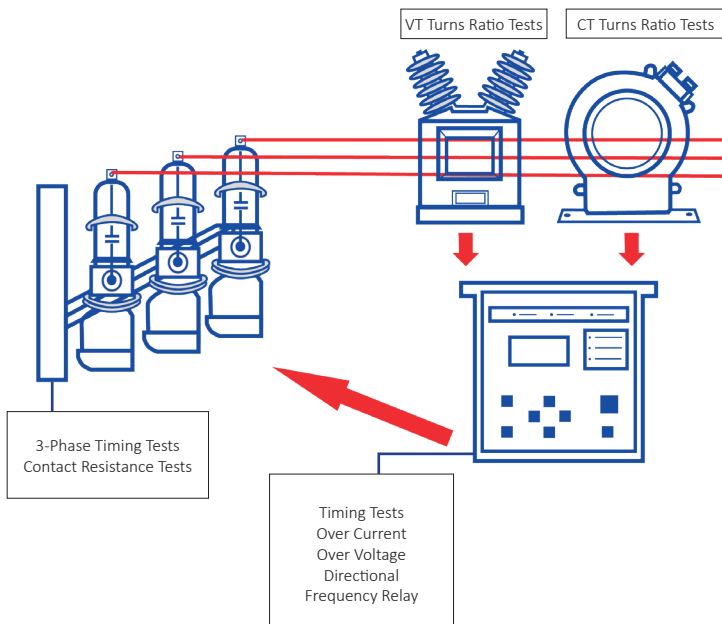 VT Turns Ratio Tests
CT Turns Ratio Tests
3-Phase Timing Tests
Contact Resistance Tests
Timing Tests
Over Current
Over Voltage
Directional
Frequency Relay